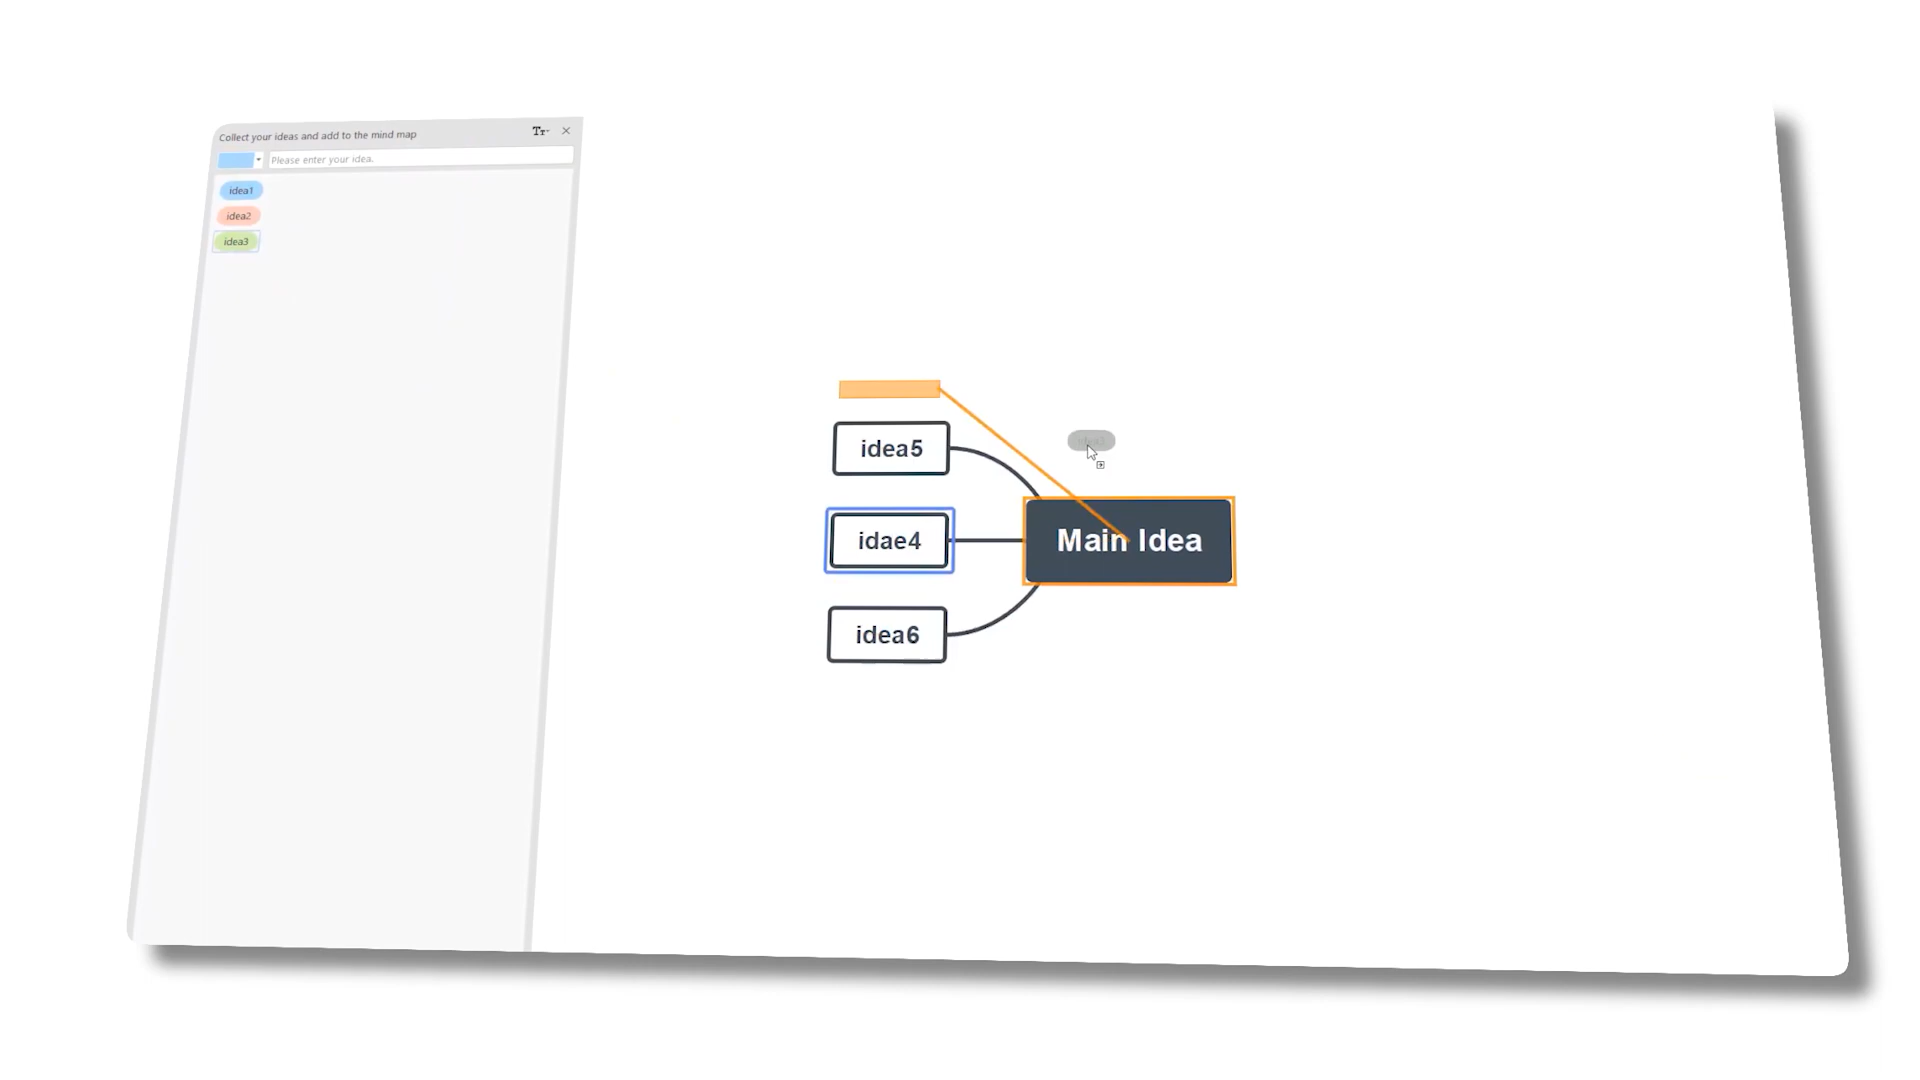 Collect your ideas and add to the mind map
TT
Please enter your idea.
idea1
idea2
idea3
idea5
idae4
Main Idea
idea6